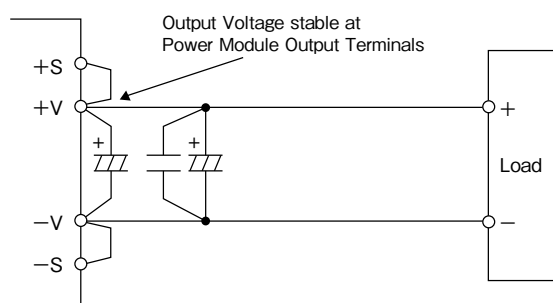 Output Voltage stable at
Power Module Output Terminals
+S
+V
+
+
+
Load
−V
−
−S